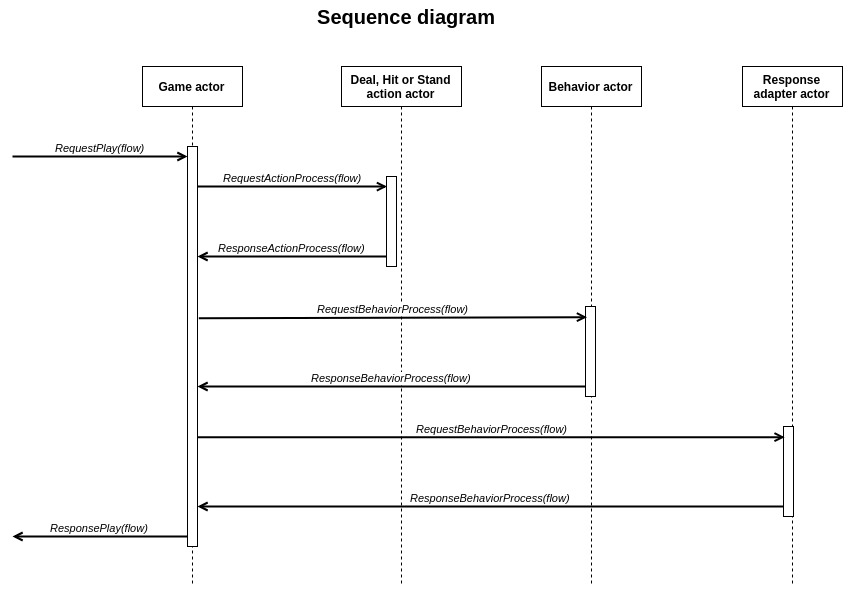 Sequence diagram
Game actor
Deal, Hit or Stand
action actor
Behavior actor
Response
adapter actor
RequestPlay(flow)
RequestActionProcess(flow)
ResponseActionProcess(flow)
RequestBehaviorProcess(flow)
ResponseBehaviorProcess(flow)
RequestBehaviorProcess(flow)
ResponseBehaviorProcess(flow)
ResponsePlay(flow)